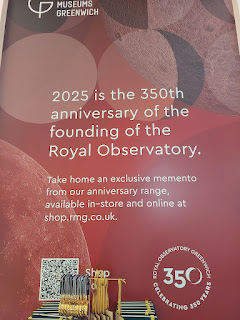 MUSEUMS
GREENWICH
2025 is the 350th
anniversary of the
founding of the
Royal Observatory.
Take home an exclusive memento
from our anniversary range,
available in-store and online at
shop.rmg.co.uk.
Shop
ROYAL OBSERVATORY GREENWICH
350
CELEBRATING 350 YEARS